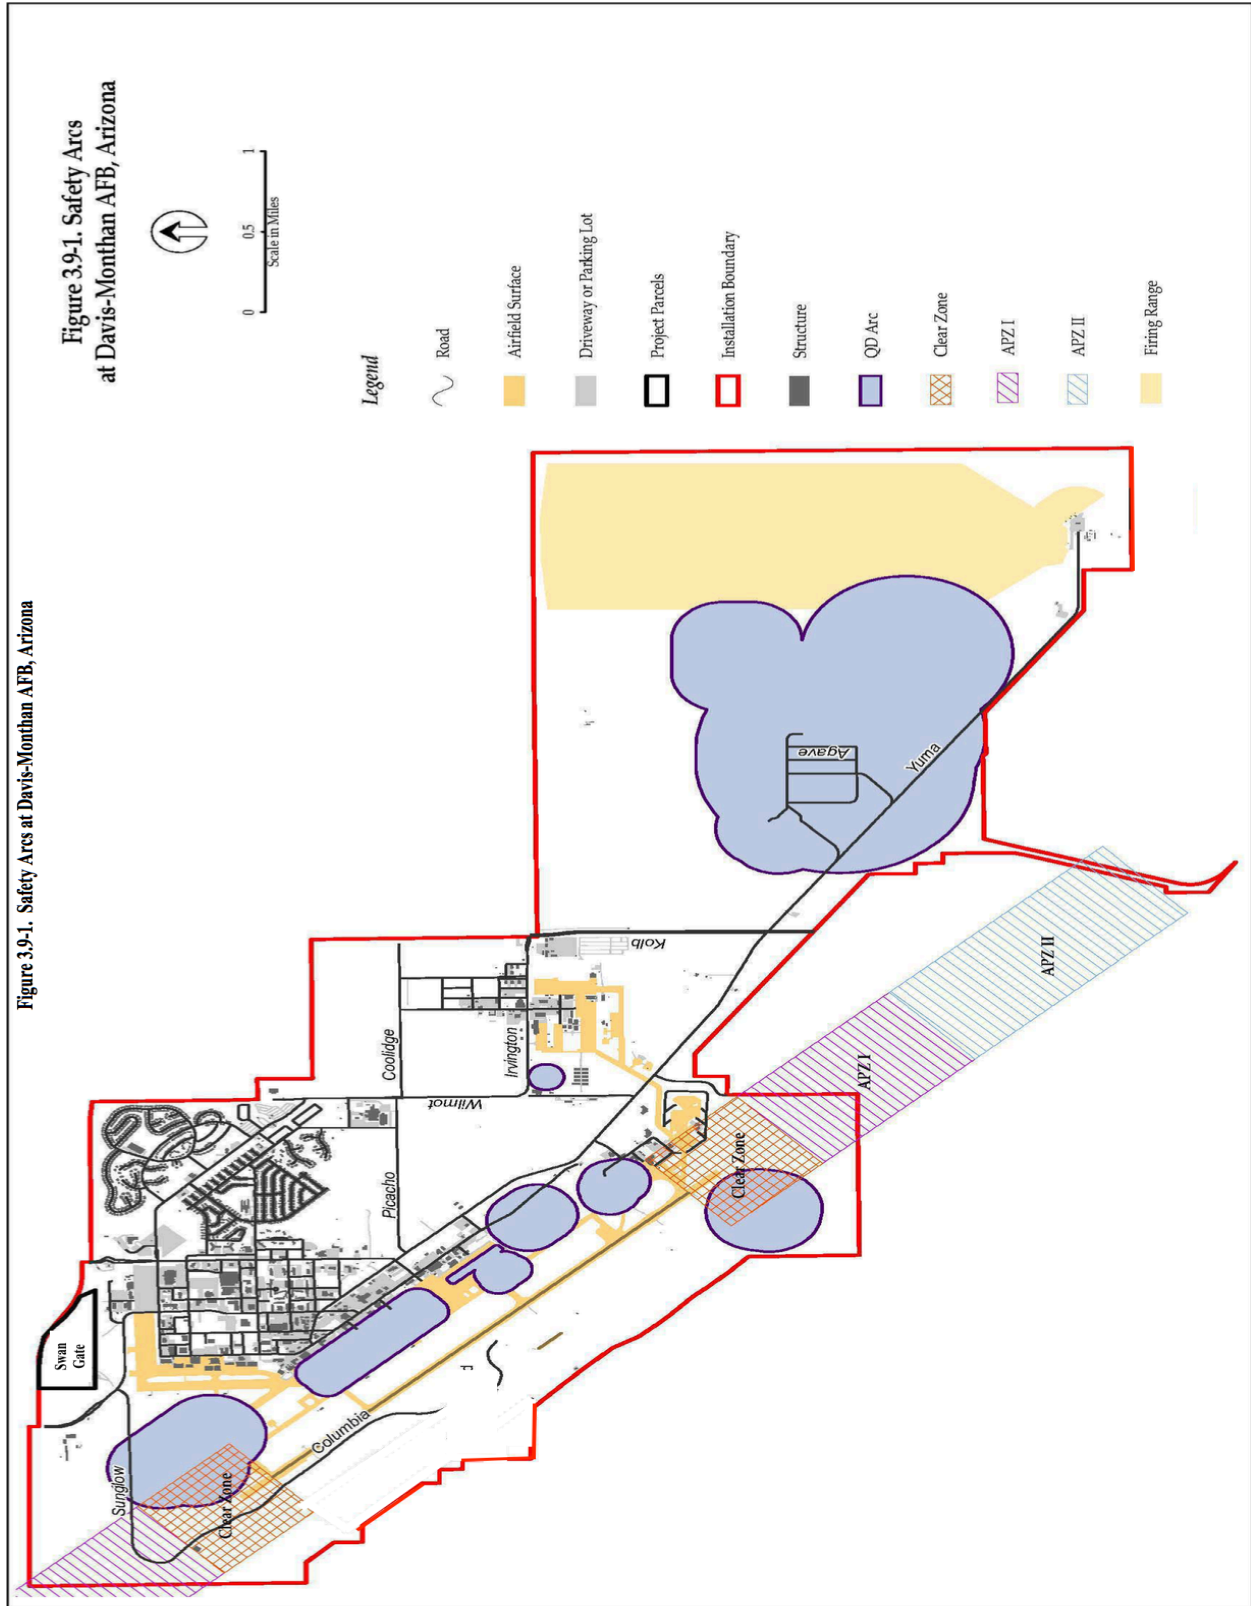 Figure 3.9-1. Safety Arcs at Davis-Monthan AFB, Arizona
Figure 3.9-1. Safety Arcs
at Davis-Monthan AFB, Arizona
0 0.5 1
Scale in Miles
Legend
Road
Airfield Surface
Driveway or Parking Lot
Project Parcels
Installation Boundary
Structure
QD Arc
Clear Zone
APZ I
APZ II
Firing Range
Swan
Gate
Sunglow
Clear Zone
Columbia
Picacho
Coolidge
Wilmot
Irvington
Kolb
Clear Zone
APZ I
APZ II
Agave
Yuma